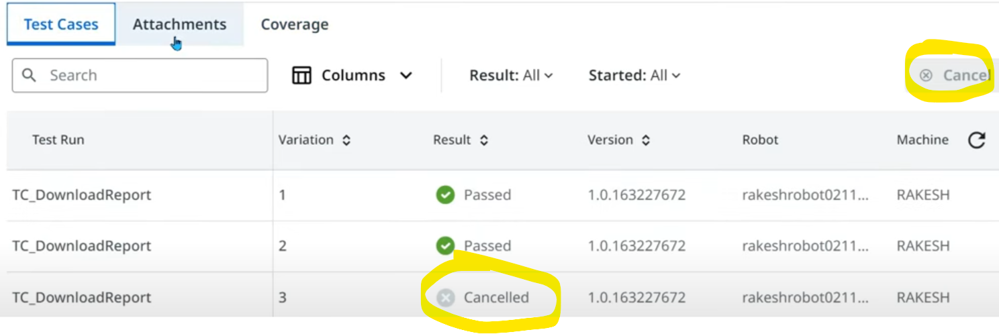 Test Cases Attachments Coverage
Search Columns Result: All Started: All Cancel
Test Run Variation Result Version Robot Machine
TC_DownloadReport 1 Passed 1.0.163227672 rakeshrobot0211... RAKESH
TC_DownloadReport 2 Passed 1.0.163227672 rakeshrobot0211... RAKESH
TC_DownloadReport 3 Cancelled 1.0.163227672 rakeshrobot0211... RAKESH